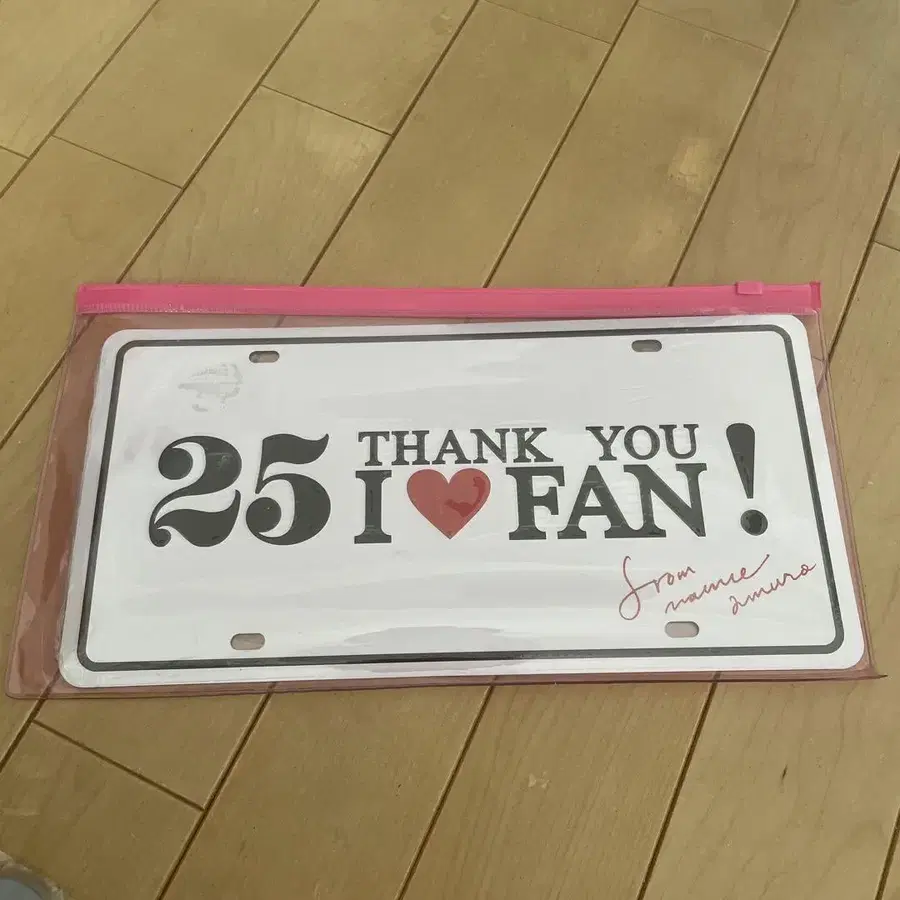 25 THANK YOU
I ♥ FAN !
from
namie
amuro